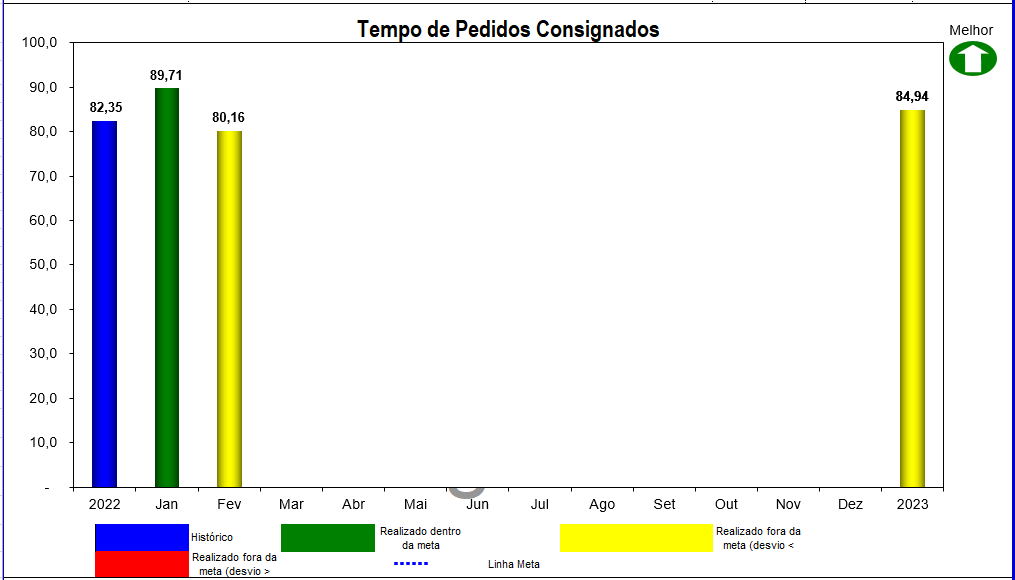 Tempo de Pedidos Consignados
Melhor
100,0
90,0
80,0
70,0
60,0
50,0
40,0
30,0
20,0
10,0
-
82,35
89,71
80,16
84,94
2022 Jan Fev Mar Abr Mai Jun Jul Ago Set Out Nov Dez 2023
Histórico
Realizado dentro
da meta
Realizado fora da
meta (desvio <
Realizado fora da
meta (desvio >
Linha Meta